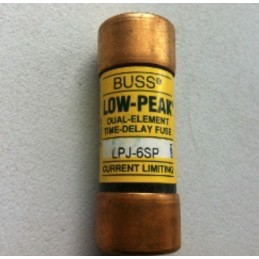 BUSS®
LOW-PEAK
DUAL-ELEMENT
TIME-DELAY FUSE
LPJ-6SP
CURRENT LIMITING